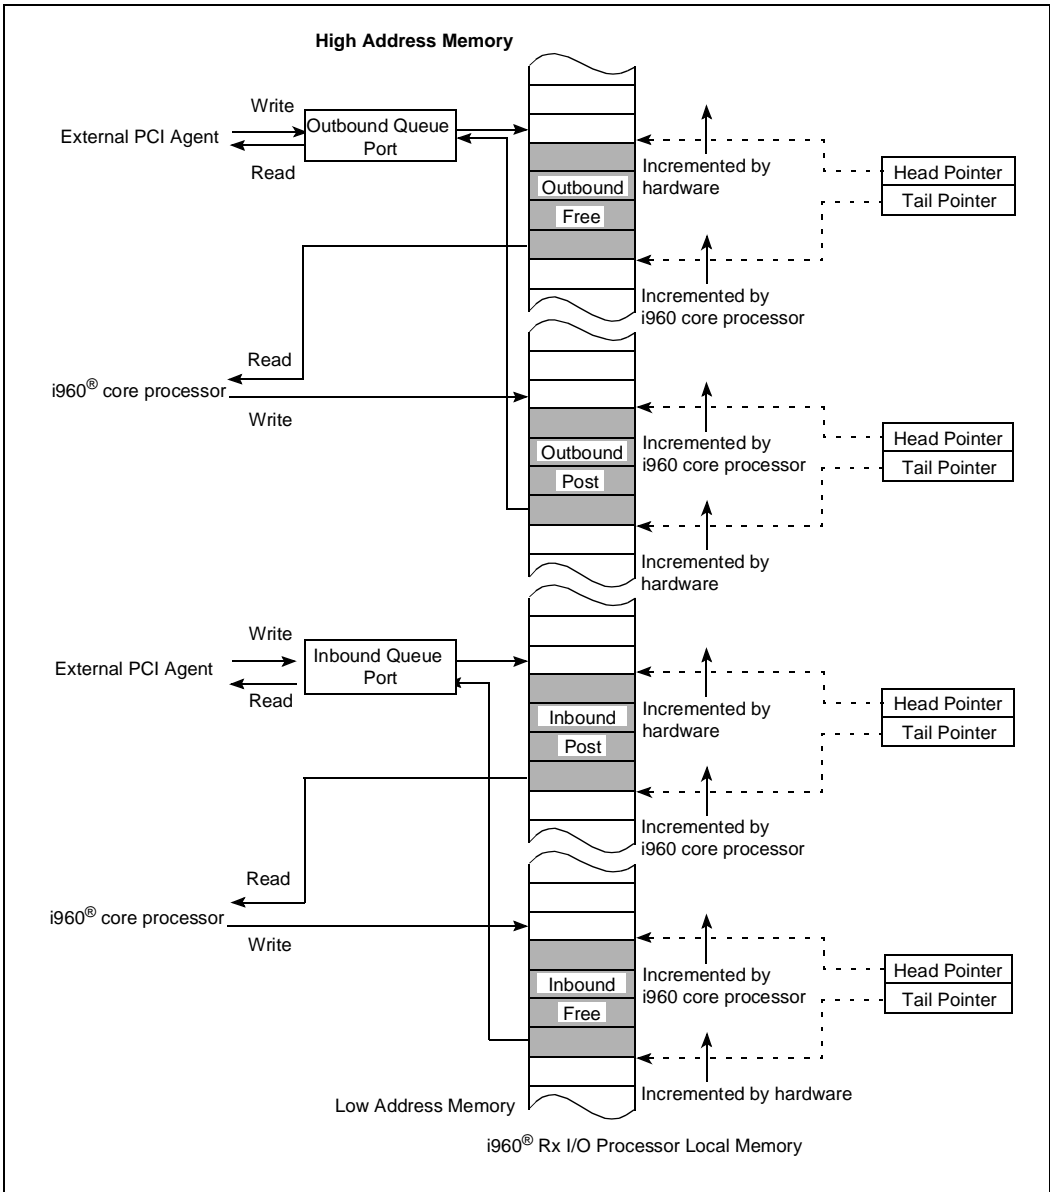 High Address Memory
Write
External PCI Agent
Outbound Queue
Port
Read
Incremented by
hardware
Head Pointer
Tail Pointer
Outbound
Free
Incremented by
i960 core processor
Read
i960® core processor
Write
Incremented by
i960 core processor
Head Pointer
Tail Pointer
Outbound
Post
Incremented by
hardware
Write
External PCI Agent
Inbound Queue
Port
Read
Incremented by
hardware
Head Pointer
Tail Pointer
Inbound
Post
Incremented by
i960 core processor
Read
i960® core processor
Write
Incremented by
i960 core processor
Head Pointer
Tail Pointer
Inbound
Free
Incremented by hardware
Low Address Memory
i960® Rx I/O Processor Local Memory